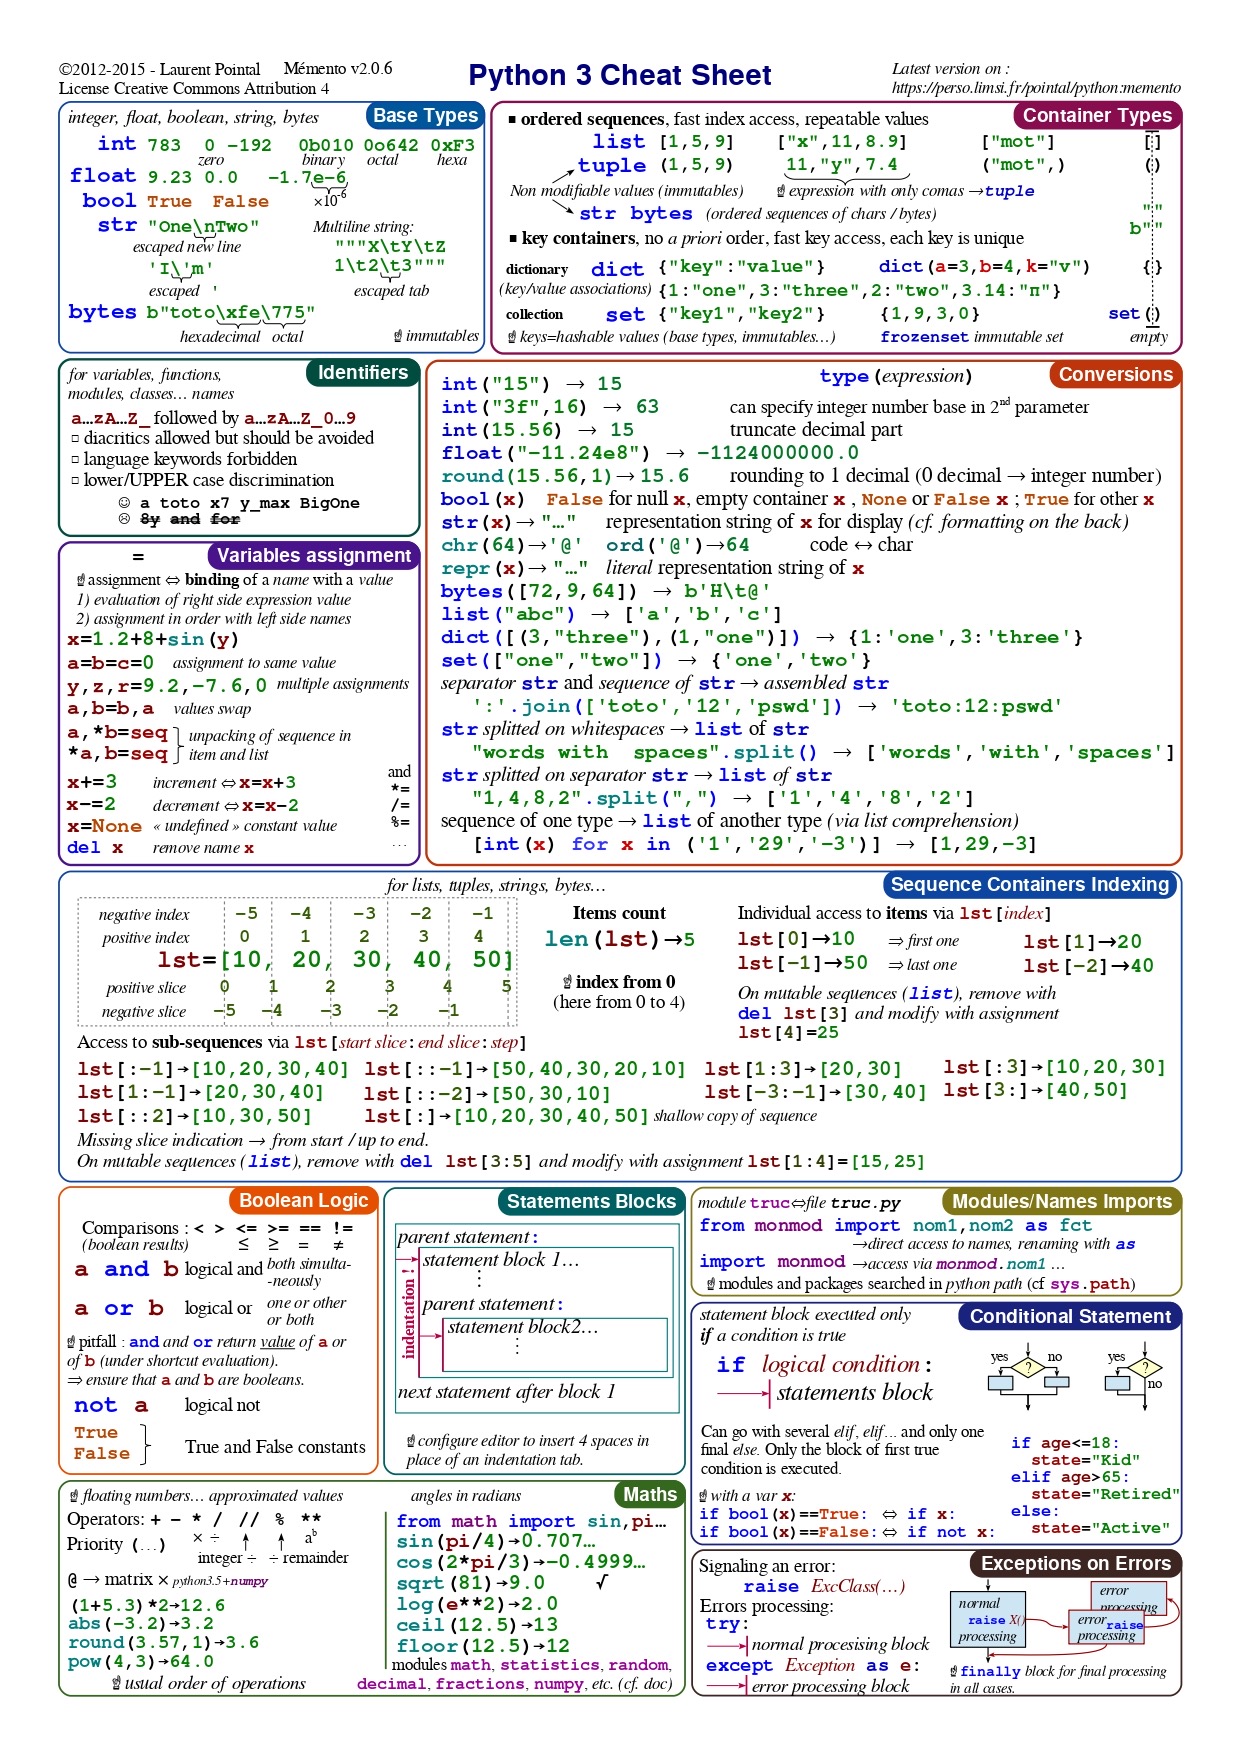 ©2012-2015 - Laurent Pointal Mémento v2.0.6
License Creative Commons Attribution 4
Python 3 Cheat Sheet
Latest version on :
https://perso.limsi.fr/pointal/python:memento
Base Types
integer, float, boolean, string, bytes
int 783 0 -192 0b010 0o642 0xF3
zero binary octal hexa
float 9.23 0.0 -1.7e-6
×10⁻⁶
bool True False
str "One\nTwo"
escaped new line
'I\'m'
escaped '
Multiline string:
"""X\tY\tZ
1\t2\t3"""
escaped tab
bytes b"toto\xfe\775"
hexadecimal octal
☝ immutables
Container Types
■ ordered sequences, fast index access, repeatable values
list [1,5,9] ["x",11,8.9] ["mot"] []
tuple (1,5,9) 11,"y",7.4 ("mot",) ()
Non modifiable values (immutables) ☝ expression with only comas →tuple
str bytes (ordered sequences of chars / bytes)
""
b""
■ key containers, no a priori order, fast key access, each key is unique
dictionary dict {"key":"value"} dict(a=3,b=4,k="v") {}
(key/value associations) {1:"one",3:"three",2:"two",3.14:"π"}
collection set {"key1","key2"} {1,9,3,0} set()
☝ keys=hashable values (base types, immutables…) frozenset immutable set empty
Identifiers
for variables, functions,
modules, classes… names
a…zA…Z_ followed by a…zA…Z_0…9
□ diacritics allowed but should be avoided
□ language keywords forbidden
□ lower/UPPER case discrimination
☺ a toto x7 y_max BigOne
☹ 8y and for
Variables assignment
=
☝ assignment ⇔ binding of a name with a value
1) evaluation of right side expression value
2) assignment in order with left side names
x=1.2+8+sin(y)
a=b=c=0 assignment to same value
y,z,r=9.2,-7.6,0 multiple assignments
a,b=b,a values swap
a,*b=seq
*a,b=seq
unpacking of sequence in
item and list
x+=3 increment ⇔ x=x+3
x-=2 decrement ⇔ x=x-2
x=None « undefined » constant value
del x remove name x
and
*=
/=
%=
…
Conversions
int("15") → 15 type(expression)
int("3f",16) → 63 can specify integer number base in 2nd parameter
int(15.56) → 15 truncate decimal part
float("-11.24e8") → -1124000000.0
round(15.56,1)→ 15.6 rounding to 1 decimal (0 decimal → integer number)
bool(x) False for null x, empty container x , None or False x ; True for other x
str(x)→ "…" representation string of x for display (cf. formatting on the back)
chr(64)→'@' ord('@')→64 code ↔ char
repr(x)→ "…" literal representation string of x
bytes([72,9,64]) → b'H\t@'
list("abc") → ['a','b','c']
dict([(3,"three"),(1,"one")]) → {1:'one',3:'three'}
set(["one","two"]) → {'one','two'}
separator str and sequence of str → assembled str
':'.join(['toto','12','pswd']) → 'toto:12:pswd'
str splitted on whitespaces → list of str
"words with  spaces".split() → ['words','with','spaces']
str splitted on separator str → list of str
"1,4,8,2".split(",") → ['1','4','8','2']
sequence of one type → list of another type (via list comprehension)
[int(x) for x in ('1','29','-3')] → [1,29,-3]
Sequence Containers Indexing
for lists, tuples, strings, bytes…
negative index -5 -4 -3 -2 -1
positive index 0 1 2 3 4
lst=[10, 20, 30, 40, 50]
positive slice 0 1 2 3 4 5
negative slice -5 -4 -3 -2 -1
Items count
len(lst)→5
☝ index from 0
(here from 0 to 4)
Individual access to items via lst[index]
lst[0]→10 ⇒ first one lst[1]→20
lst[-1]→50 ⇒ last one lst[-2]→40
On mutable sequences (list), remove with
del lst[3] and modify with assignment
lst[4]=25
Access to sub-sequences via lst[start slice:end slice:step]
lst[:-1]→[10,20,30,40] lst[::-1]→[50,40,30,20,10] lst[1:3]→[20,30] lst[:3]→[10,20,30]
lst[1:-1]→[20,30,40] lst[::-2]→[50,30,10] lst[-3:-1]→[30,40] lst[3:]→[40,50]
lst[::2]→[10,30,50] lst[:]→[10,20,30,40,50] shallow copy of sequence
Missing slice indication → from start / up to end.
On mutable sequences (list), remove with del lst[3:5] and modify with assignment lst[1:4]=[15,25]
Boolean Logic
Comparisons : < > <= >= == !=
(boolean results) ≤ ≥ = ≠
a and b logical and both simulta-
-neously
a or b logical or one or other
or both
☝ pitfall : and and or return value of a or
of b (under shortcut evaluation).
⇒ ensure that a and b are booleans.
not a logical not
True
False
True and False constants
Statements Blocks
parent statement:
statement block 1…
⋮
parent statement:
statement block2…
⋮
next statement after block 1
indentation !
☝ configure editor to insert 4 spaces in
place of an indentation tab.
Modules/Names Imports
module truc⇔file truc.py
from monmod import nom1,nom2 as fct
→direct access to names, renaming with as
import monmod →access via monmod.nom1 …
☝ modules and packages searched in python path (cf sys.path)
Conditional Statement
statement block executed only
if a condition is true
if logical condition:
statements block
yes ? no
yes ? no
Can go with several elif, elif... and only one
final else. Only the block of first true
condition is executed.
☝ with a var x:
if bool(x)==True: ⇔ if x:
if bool(x)==False: ⇔ if not x:
if age<=18:
state="Kid"
elif age>65:
state="Retired"
else:
state="Active"
Maths
☝ floating numbers… approximated values angles in radians
Operators: + - * / // % **
Priority (…) × ÷ aᵇ
integer ÷ ÷ remainder
@ → matrix × python3.5+numpy
(1+5.3)*2→12.6
abs(-3.2)→3.2
round(3.57,1)→3.6
pow(4,3)→64.0
☝ usual order of operations
from math import sin,pi…
sin(pi/4)→0.707…
cos(2*pi/3)→-0.4999…
sqrt(81)→9.0 √
log(e**2)→2.0
ceil(12.5)→13
floor(12.5)→12
modules math, statistics, random,
decimal, fractions, numpy, etc. (cf. doc)
Exceptions on Errors
Signaling an error:
raise ExcClass(…)
Errors processing:
try:
normal procesising block
except Exception as e:
error processing block
normal
raise X()
processing
error
processing
error raise
processing
☝ finally block for final processing
in all cases.